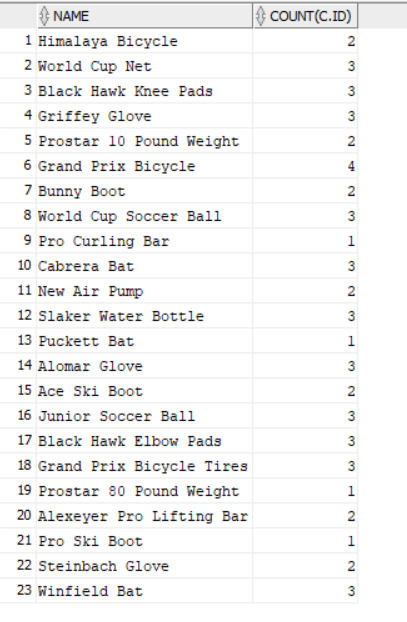 NAME COUNT(C.ID)
1 Himalaya Bicycle 2
2 World Cup Net 3
3 Black Hawk Knee Pads 3
4 Griffey Glove 3
5 Prostar 10 Pound Weight 2
6 Grand Prix Bicycle 4
7 Bunny Boot 2
8 World Cup Soccer Ball 3
9 Pro Curling Bar 1
10 Cabrera Bat 3
11 New Air Pump 2
12 Slaker Water Bottle 3
13 Puckett Bat 1
14 Alomar Glove 3
15 Ace Ski Boot 2
16 Junior Soccer Ball 3
17 Black Hawk Elbow Pads 3
18 Grand Prix Bicycle Tires 3
19 Prostar 80 Pound Weight 1
20 Alexeyer Pro Lifting Bar 2
21 Pro Ski Boot 1
22 Steinbach Glove 2
23 Winfield Bat 3